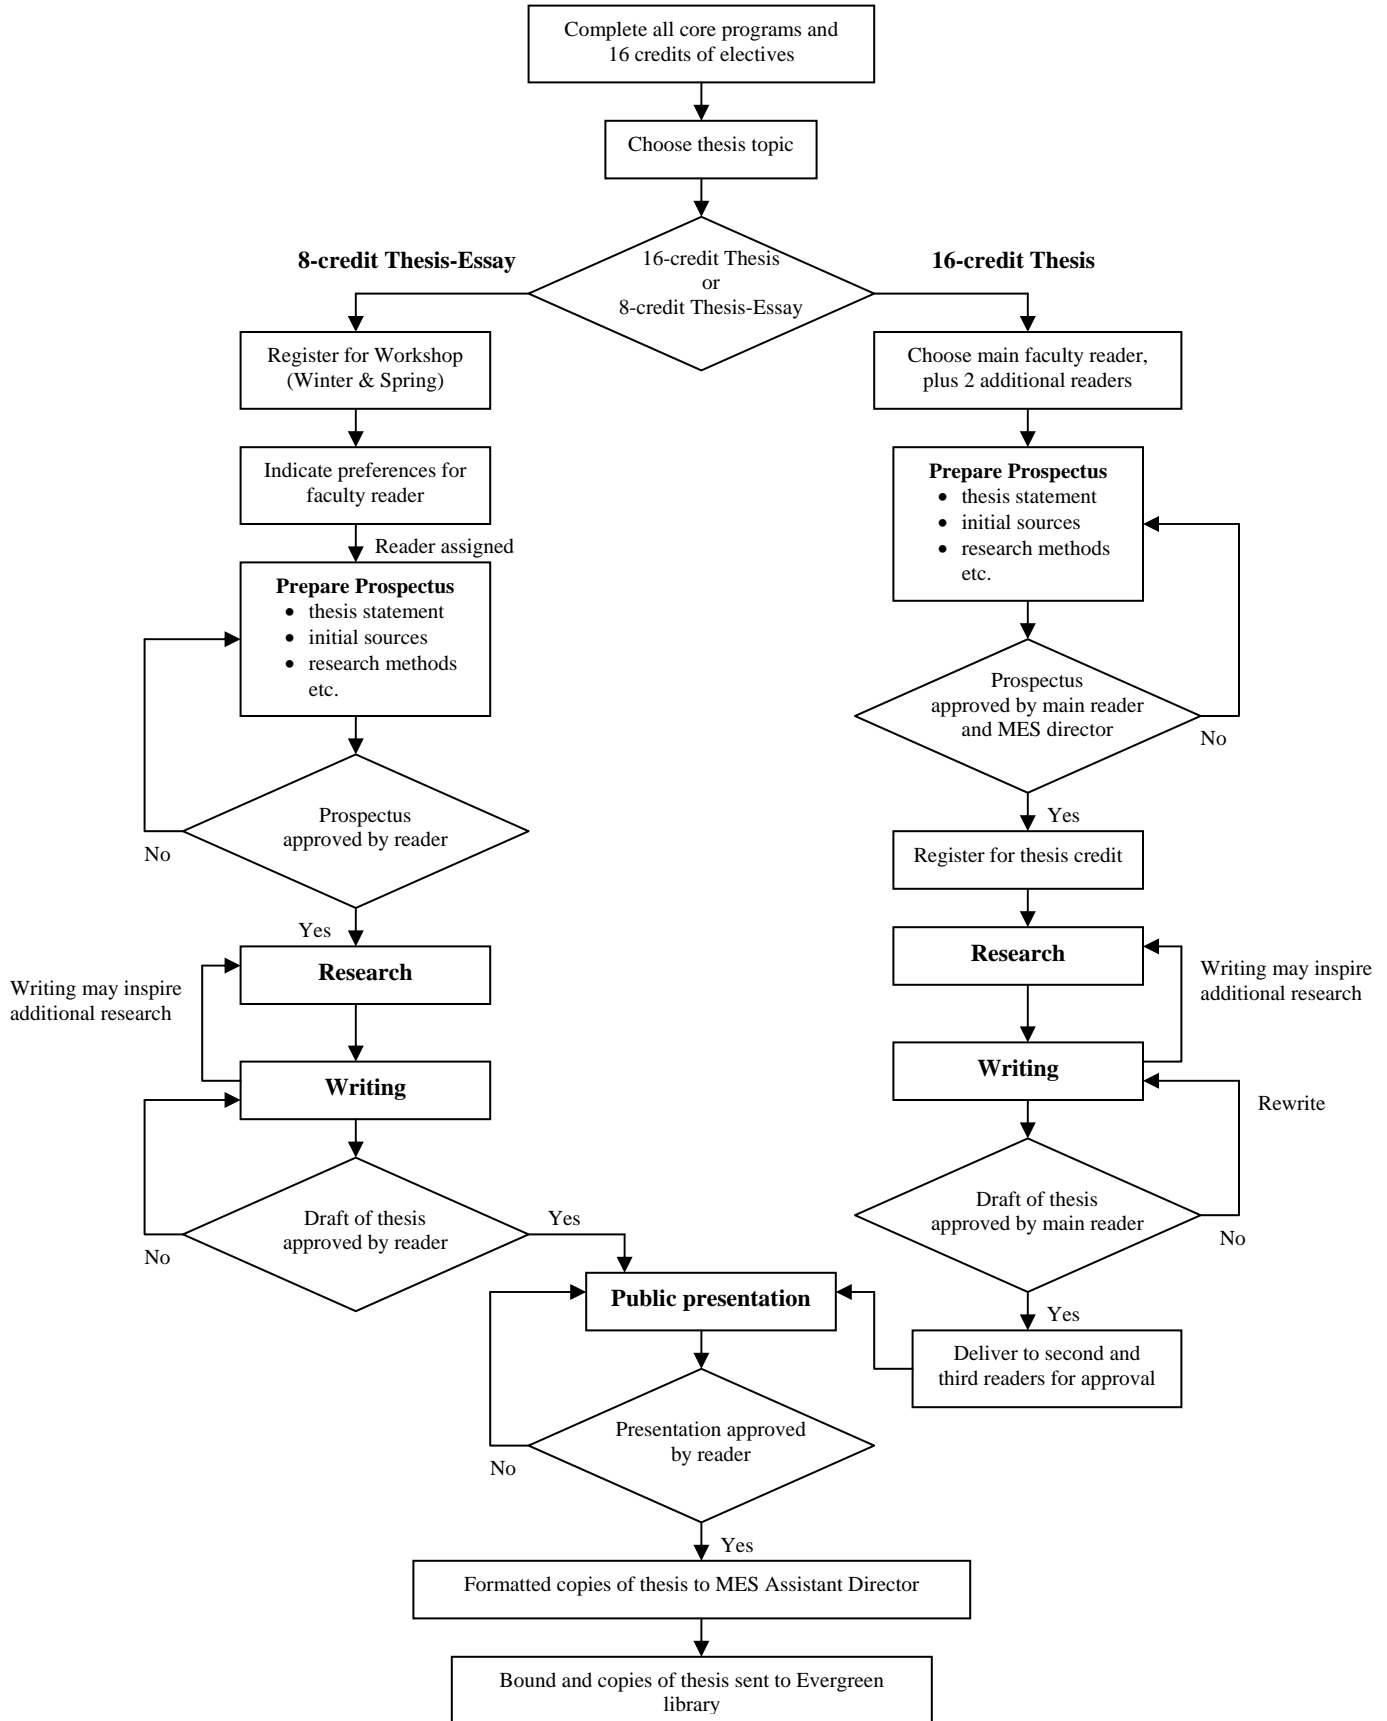 Complete all core programs and
16 credits of electives
Choose thesis topic
16-credit Thesis
or
8-credit Thesis-Essay
8-credit Thesis-Essay
Register for Workshop
(Winter & Spring)
Indicate preferences for
faculty reader
Reader assigned
Prepare Prospectus
• thesis statement
• initial sources
• research methods
etc.
Prospectus
approved by reader
No
Yes
Research
Writing may inspire
additional research
Writing
Draft of thesis
approved by reader
No
Yes
16-credit Thesis
Choose main faculty reader,
plus 2 additional readers
Prepare Prospectus
• thesis statement
• initial sources
• research methods
etc.
Prospectus
approved by main reader
and MES director
No
Yes
Register for thesis credit
Research
Writing may inspire
additional research
Writing
Rewrite
Draft of thesis
approved by main reader
No
Yes
Deliver to second and
third readers for approval
Public presentation
Presentation approved
by reader
No
Yes
Formatted copies of thesis to MES Assistant Director
Bound and copies of thesis sent to Evergreen
library